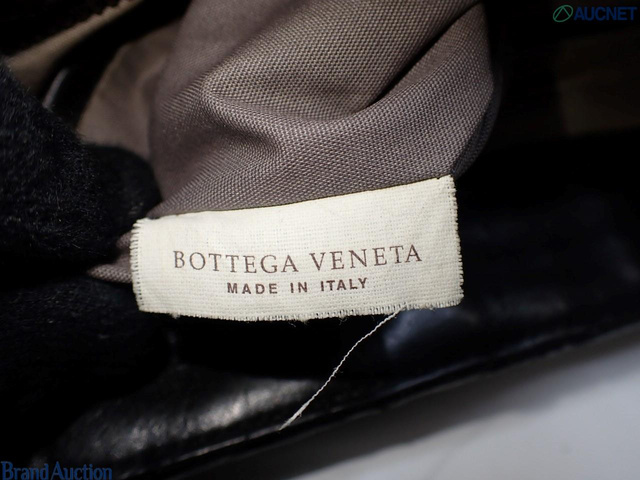 AUCNET
BOTTEGA VENETA
MADE IN ITALY
Brand Auction